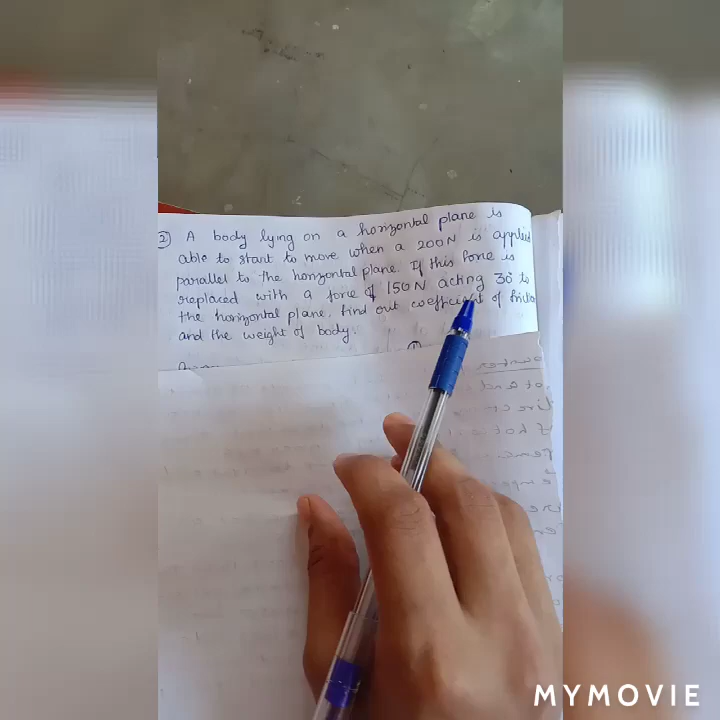 ② A body lying on a horizontal plane is
able to start to move when a 200N is applied
parallel to the horizontal plane. If this Force is
replaced with a force of 150N acting 30° to
the horizontal plane. find out coefficient of friction
and the weight of body.
①
MYMOVIE